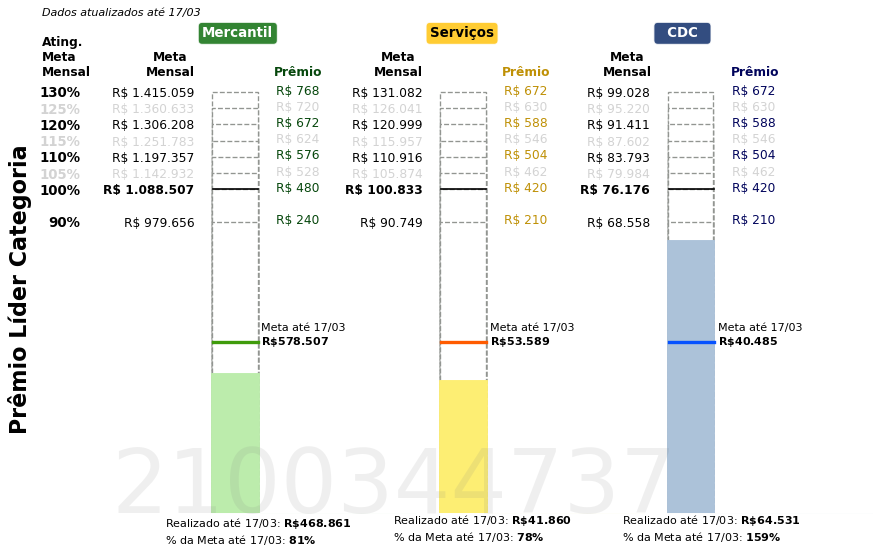 Dados atualizados até 17/03
Mercantil Serviços CDC
Ating. Meta Mensal Meta Mensal Prêmio Meta Mensal Prêmio Meta Mensal Prêmio
130% R$ 1.415.059 R$ 768 R$ 131.082 R$ 672 R$ 99.028 R$ 672
125% R$ 1.360.633 R$ 720 R$ 126.041 R$ 630 R$ 95.220 R$ 630
120% R$ 1.306.208 R$ 672 R$ 120.999 R$ 588 R$ 91.411 R$ 588
115% R$ 1.251.783 R$ 624 R$ 115.957 R$ 546 R$ 87.602 R$ 546
110% R$ 1.197.357 R$ 576 R$ 110.916 R$ 504 R$ 83.793 R$ 504
105% R$ 1.142.932 R$ 528 R$ 105.874 R$ 462 R$ 79.984 R$ 462
100% R$ 1.088.507 R$ 480 R$ 100.833 R$ 420 R$ 76.176 R$ 420
90% R$ 979.656 R$ 240 R$ 90.749 R$ 210 R$ 68.558 R$ 210
Prêmio Líder Categoria
Meta até 17/03 Meta até 17/03 Meta até 17/03
R$578.507 R$53.589 R$40.485
2100344737
Realizado até 17/03: R$468.861 Realizado até 17/03: R$41.860 Realizado até 17/03: R$64.531
% da Meta até 17/03: 81% % da Meta até 17/03: 78% % da Meta até 17/03: 159%